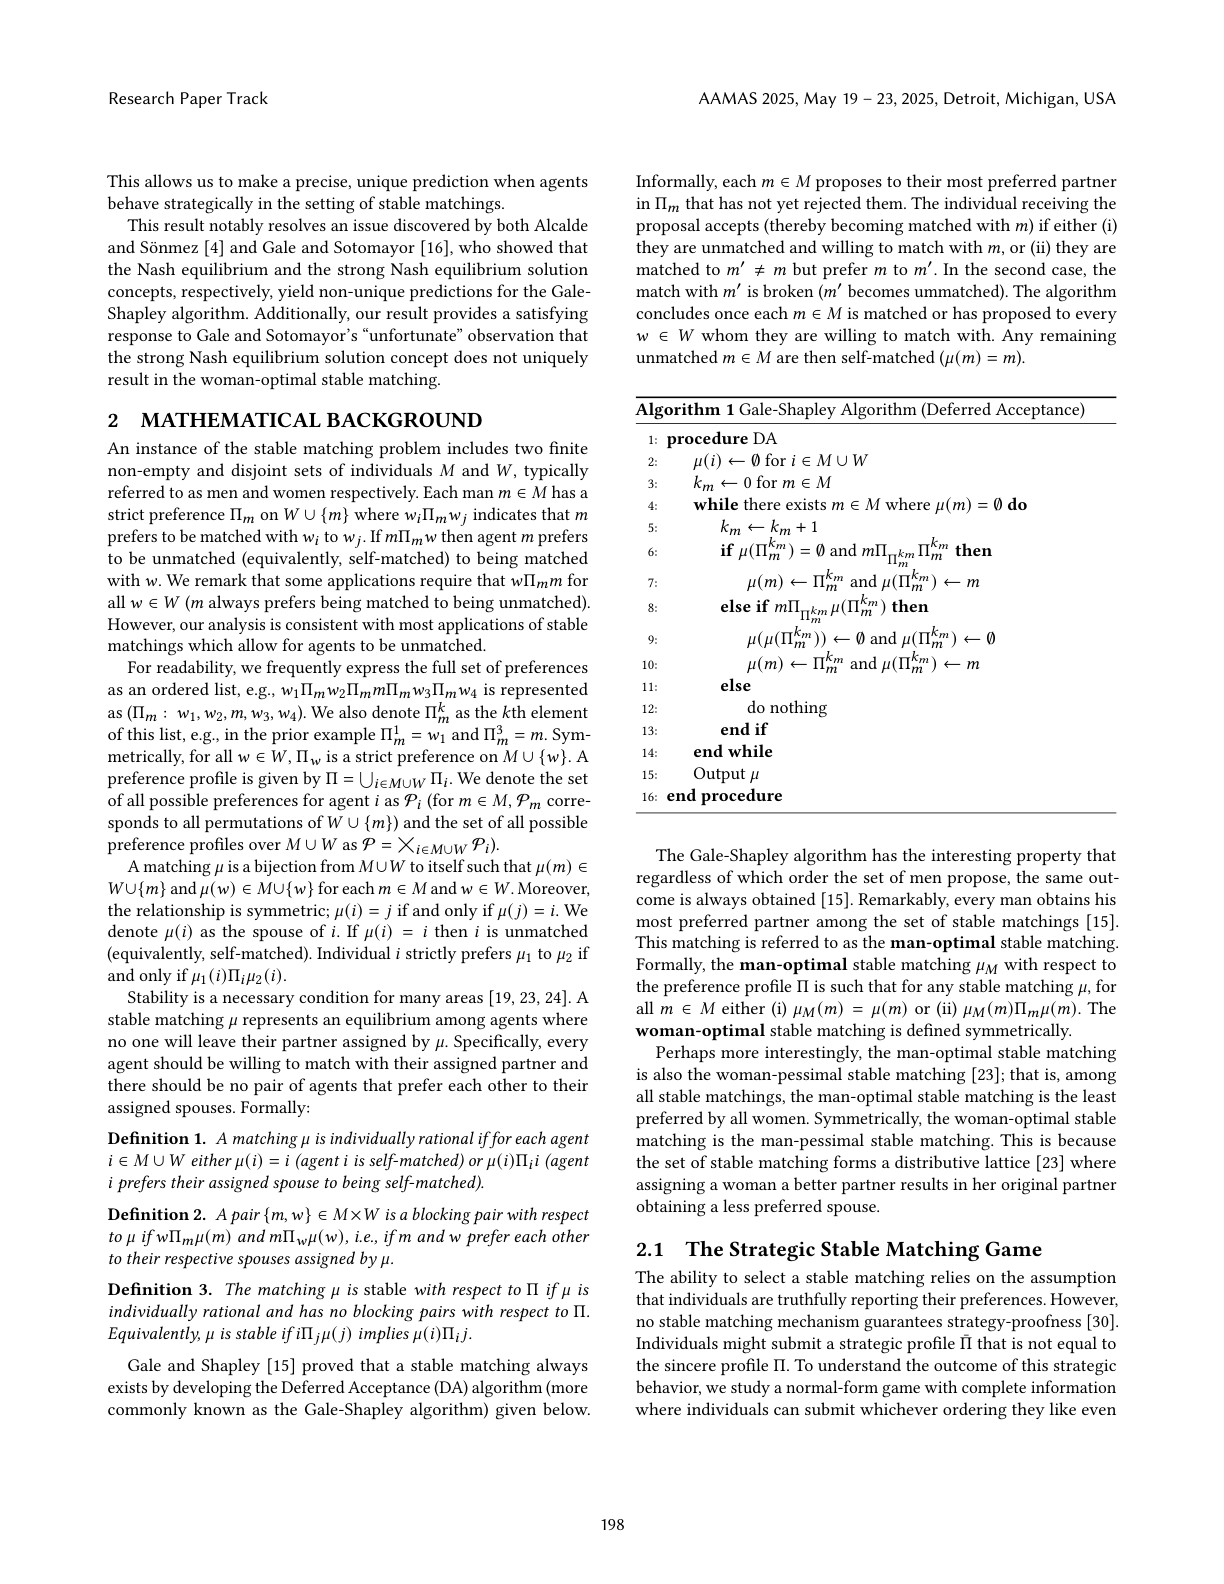 Research Paper Track
AAMAS 2025, May 19 – 23, 2025, Detroit, Michigan, USA
This allows us to make a precise, unique prediction when agents
behave strategically in the setting of stable matchings.
This result notably resolves an issue discovered by both Alcalde
and Sönmez [4] and Gale and Sotomayor [16], who showed that
the Nash equilibrium and the strong Nash equilibrium solution
concepts, respectively, yield non-unique predictions for the Gale-
Shapley algorithm. Additionally, our result provides a satisfying
response to Gale and Sotomayor's “unfortunate” observation that
the strong Nash equilibrium solution concept does not uniquely
result in the woman-optimal stable matching.
2 MATHEMATICAL BACKGROUND
An instance of the stable matching problem includes two finite
non-empty and disjoint sets of individuals M and W, typically
referred to as men and women respectively. Each man m ∈ M has a
strict preference Π_m on W ∪ {m} where w_iΠ_mw_j indicates that m
prefers to be matched with w_i to w_j. If mΠ_mw then agent m prefers
to be unmatched (equivalently, self-matched) to being matched
with w. We remark that some applications require that wΠ_mm for
all w ∈ W (m always prefers being matched to being unmatched).
However, our analysis is consistent with most applications of stable
matchings which allow for agents to be unmatched.
For readability, we frequently express the full set of preferences
as an ordered list, e.g., w_1Π_mw_2Π_mmΠ_mw_3Π_mw_4 is represented
as (Π_m : w_1, w_2, m, w_3, w_4). We also denote Π_m^k as the kth element
of this list, e.g., in the prior example Π_m^1 = w_1 and Π_m^3 = m. Sym-
metrically, for all w ∈ W, Π_w is a strict preference on M ∪ {w}. A
preference profile is given by Π = ⋃_{i∈M∪W} Π_i. We denote the set
of all possible preferences for agent i as 𝒫_i (for m ∈ M, 𝒫_m corre-
sponds to all permutations of W ∪ {m}) and the set of all possible
preference profiles over M ∪ W as 𝒫 = ⨉_{i∈M∪W} 𝒫_i).
A matching μ is a bijection from M∪W to itself such that μ(m) ∈
W∪{m} and μ(w) ∈ M∪{w} for each m ∈ M and w ∈ W. Moreover,
the relationship is symmetric; μ(i) = j if and only if μ(j) = i. We
denote μ(i) as the spouse of i. If μ(i) = i then i is unmatched
(equivalently, self-matched). Individual i strictly prefers μ_1 to μ_2 if
and only if μ_1(i)Π_iμ_2(i).
Stability is a necessary condition for many areas [19, 23, 24]. A
stable matching μ represents an equilibrium among agents where
no one will leave their partner assigned by μ. Specifically, every
agent should be willing to match with their assigned partner and
there should be no pair of agents that prefer each other to their
assigned spouses. Formally:
Definition 1. A matching μ is individually rational if for each agent
i ∈ M ∪ W either μ(i) = i (agent i is self-matched) or μ(i)Π_ii (agent
i prefers their assigned spouse to being self-matched).
Definition 2. A pair {m, w} ∈ M×W is a blocking pair with respect
to μ if wΠ_mμ(m) and mΠ_wμ(w), i.e., if m and w prefer each other
to their respective spouses assigned by μ.
Definition 3. The matching μ is stable with respect to Π if μ is
individually rational and has no blocking pairs with respect to Π.
Equivalently, μ is stable if iΠ_jμ(j) implies μ(i)Π_ij.
Gale and Shapley [15] proved that a stable matching always
exists by developing the Deferred Acceptance (DA) algorithm (more
commonly known as the Gale-Shapley algorithm) given below.
Informally, each m ∈ M proposes to their most preferred partner
in Π_m that has not yet rejected them. The individual receiving the
proposal accepts (thereby becoming matched with m) if either (i)
they are unmatched and willing to match with m, or (ii) they are
matched to m′ ≠ m but prefer m to m′. In the second case, the
match with m′ is broken (m′ becomes unmatched). The algorithm
concludes once each m ∈ M is matched or has proposed to every
w ∈ W whom they are willing to match with. Any remaining
unmatched m ∈ M are then self-matched (μ(m) = m).
Algorithm 1 Gale-Shapley Algorithm (Deferred Acceptance)
1: procedure DA
2: μ(i) ← ∅ for i ∈ M ∪ W
3: k_m ← 0 for m ∈ M
4: while there exists m ∈ M where μ(m) = ∅ do
5: k_m ← k_m + 1
6: if μ(Π_m^{k_m}) = ∅ and mΠ_{Π_m^{k_m}}Π_m^{k_m} then
7: μ(m) ← Π_m^{k_m} and μ(Π_m^{k_m}) ← m
8: else if mΠ_{Π_m^{k_m}}μ(Π_m^{k_m}) then
9: μ(μ(Π_m^{k_m})) ← ∅ and μ(Π_m^{k_m}) ← ∅
10: μ(m) ← Π_m^{k_m} and μ(Π_m^{k_m}) ← m
11: else
12: do nothing
13: end if
14: end while
15: Output μ
16: end procedure
The Gale-Shapley algorithm has the interesting property that
regardless of which order the set of men propose, the same out-
come is always obtained [15]. Remarkably, every man obtains his
most preferred partner among the set of stable matchings [15].
This matching is referred to as the man-optimal stable matching.
Formally, the man-optimal stable matching μ_M with respect to
the preference profile Π is such that for any stable matching μ, for
all m ∈ M either (i) μ_M(m) = μ(m) or (ii) μ_M(m)Π_mμ(m). The
woman-optimal stable matching is defined symmetrically.
Perhaps more interestingly, the man-optimal stable matching
is also the woman-pessimal stable matching [23]; that is, among
all stable matchings, the man-optimal stable matching is the least
preferred by all women. Symmetrically, the woman-optimal stable
matching is the man-pessimal stable matching. This is because
the set of stable matching forms a distributive lattice [23] where
assigning a woman a better partner results in her original partner
obtaining a less preferred spouse.
2.1 The Strategic Stable Matching Game
The ability to select a stable matching relies on the assumption
that individuals are truthfully reporting their preferences. However,
no stable matching mechanism guarantees strategy-proofness [30].
Individuals might submit a strategic profile Π̄ that is not equal to
the sincere profile Π. To understand the outcome of this strategic
behavior, we study a normal-form game with complete information
where individuals can submit whichever ordering they like even
198